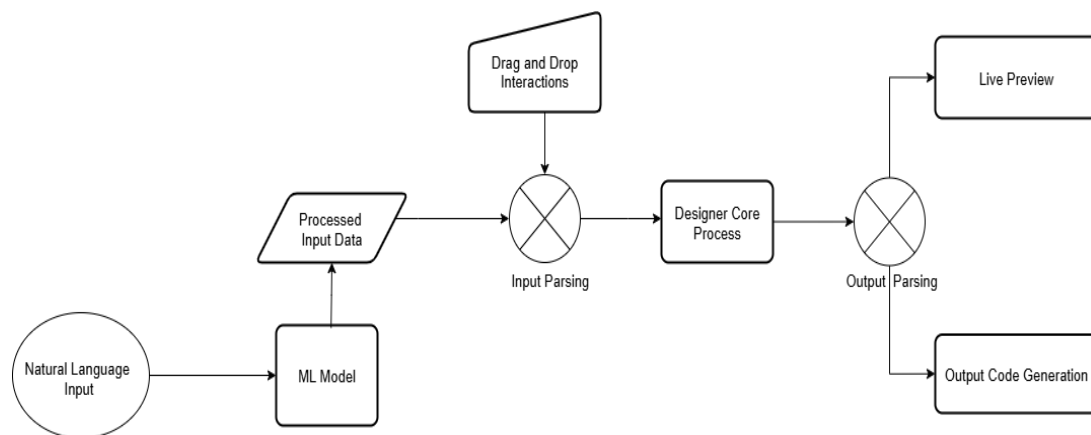 Drag and Drop
Interactions
Live Preview
Processed
Input Data
Designer Core
Process
Input Parsing
Output Parsing
Natural Language
Input
ML Model
Output Code Generation